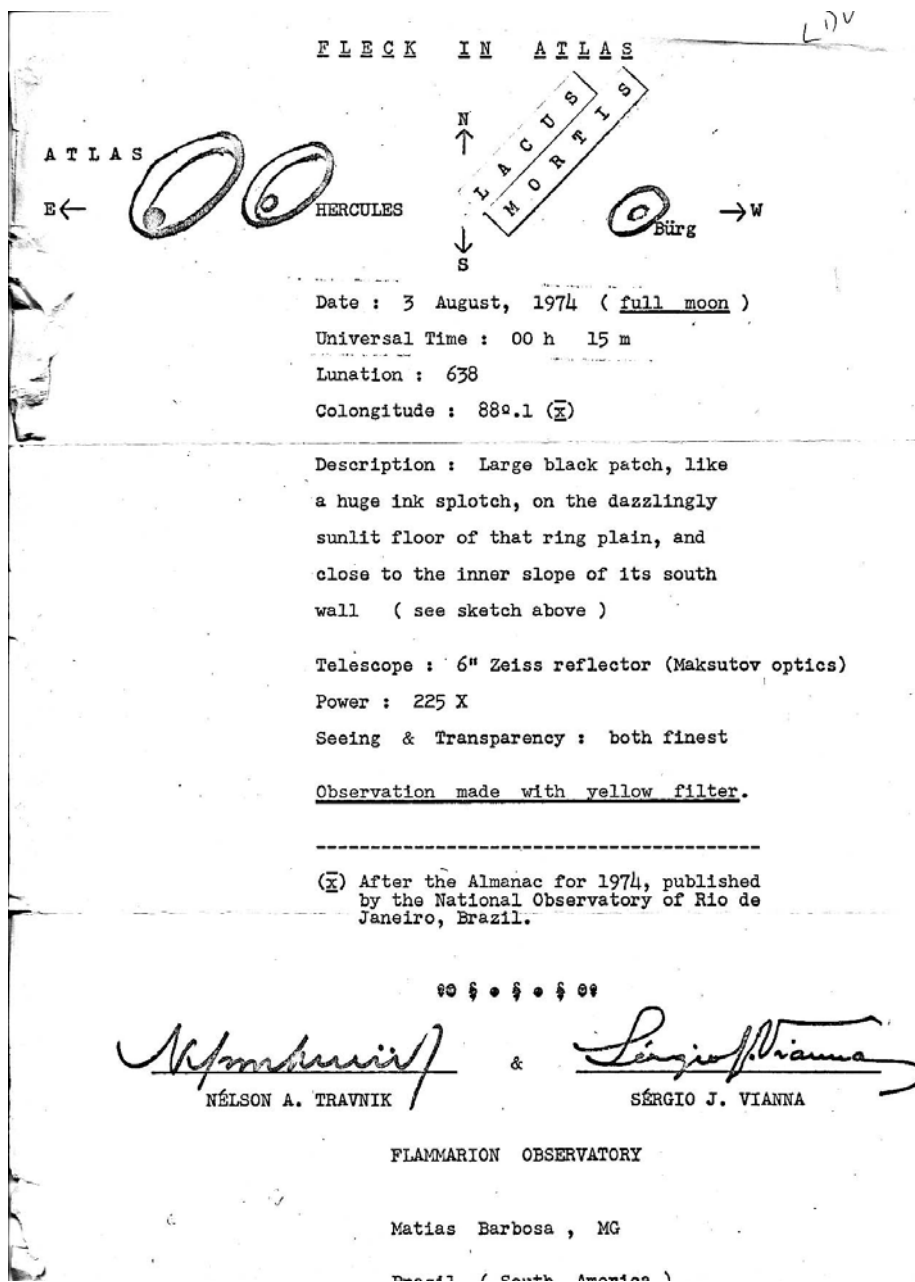 LDV
FLECK IN ATLAS
N
LACUS
MORTIS
ATLAS
E
HERCULES
Bürg
W
S
Date : 3 August, 1974 ( full moon )
Universal Time : 00 h 15 m
Lunation : 638
Colongitude : 88º.1 (x)
Description : Large black patch, like
a huge ink splotch, on the dazzlingly
sunlit floor of that ring plain, and
close to the inner slope of its south
wall ( see sketch above )
Telescope : 6" Zeiss reflector (Maksutov optics)
Power : 225 X
Seeing & Transparency : both finest
Observation made with yellow filter.
(x) After the Almanac for 1974, published
by the National Observatory of Rio de
Janeiro, Brazil.
&
Sérgio J. Vianna
NÉLSON A. TRAVNIK
SÉRGIO J. VIANNA
FLAMMARION OBSERVATORY
Matias Barbosa , MG
Brazil ( South America )